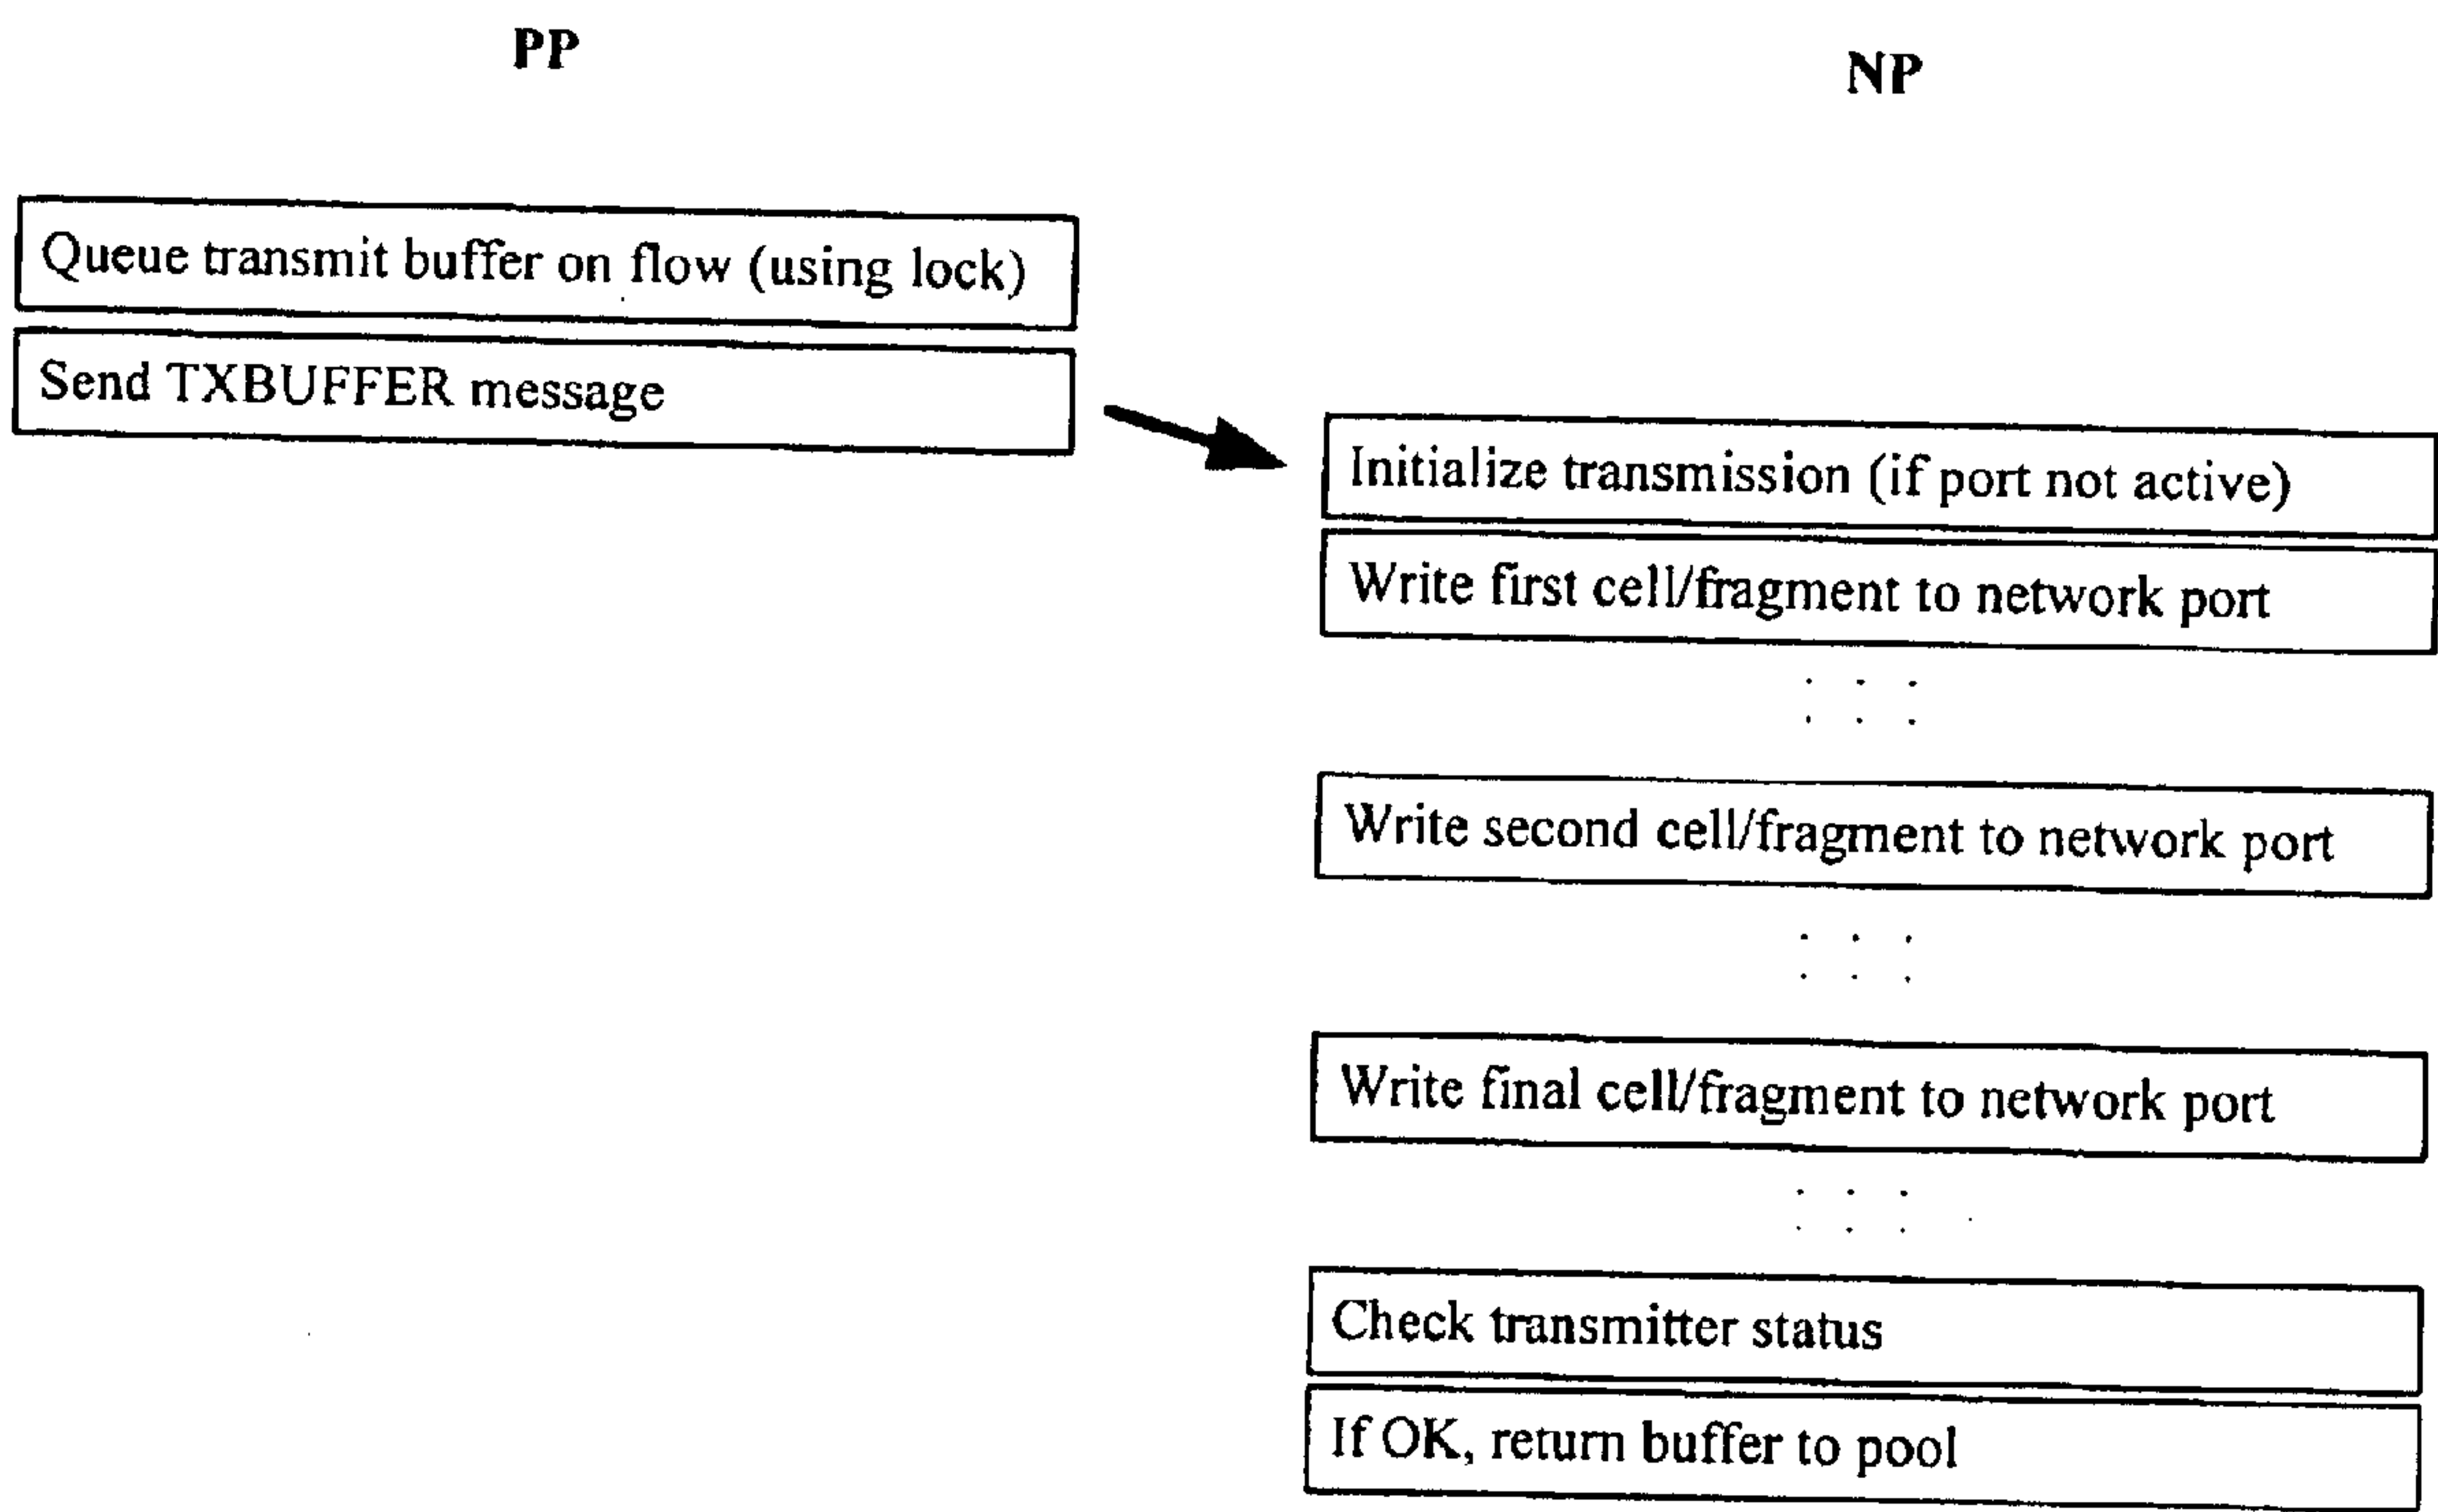 PP
NP
Queue transmit buffer on flow (using lock)
Send TXBUFFER message
Initialize transmission (if port not active)
Write first cell/fragment to network port
Write second cell/fragment to network port
Write final cell/fragment to network port
Check transmitter status
If OK, return buffer to pool